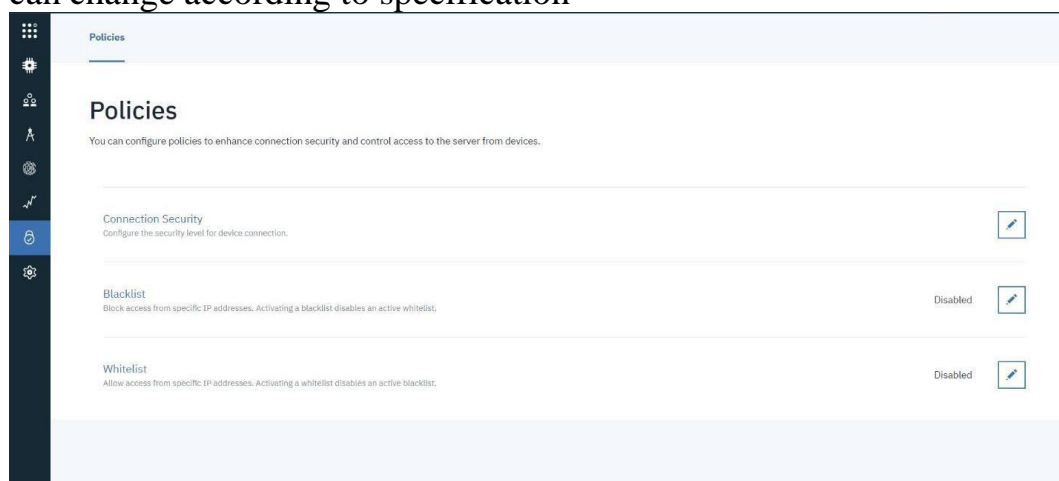 can change according to specification
Policies
Policies
You can configure policies to enhance connection security and control access to the server from devices.
Connection Security
Configure the security level for device connection.
Blacklist
Block access from specific IP addresses. Activating a blacklist disables an active whitelist.
Disabled
Whitelist
Allow access from specific IP addresses. Activating a whitelist disables an active blacklist.
Disabled